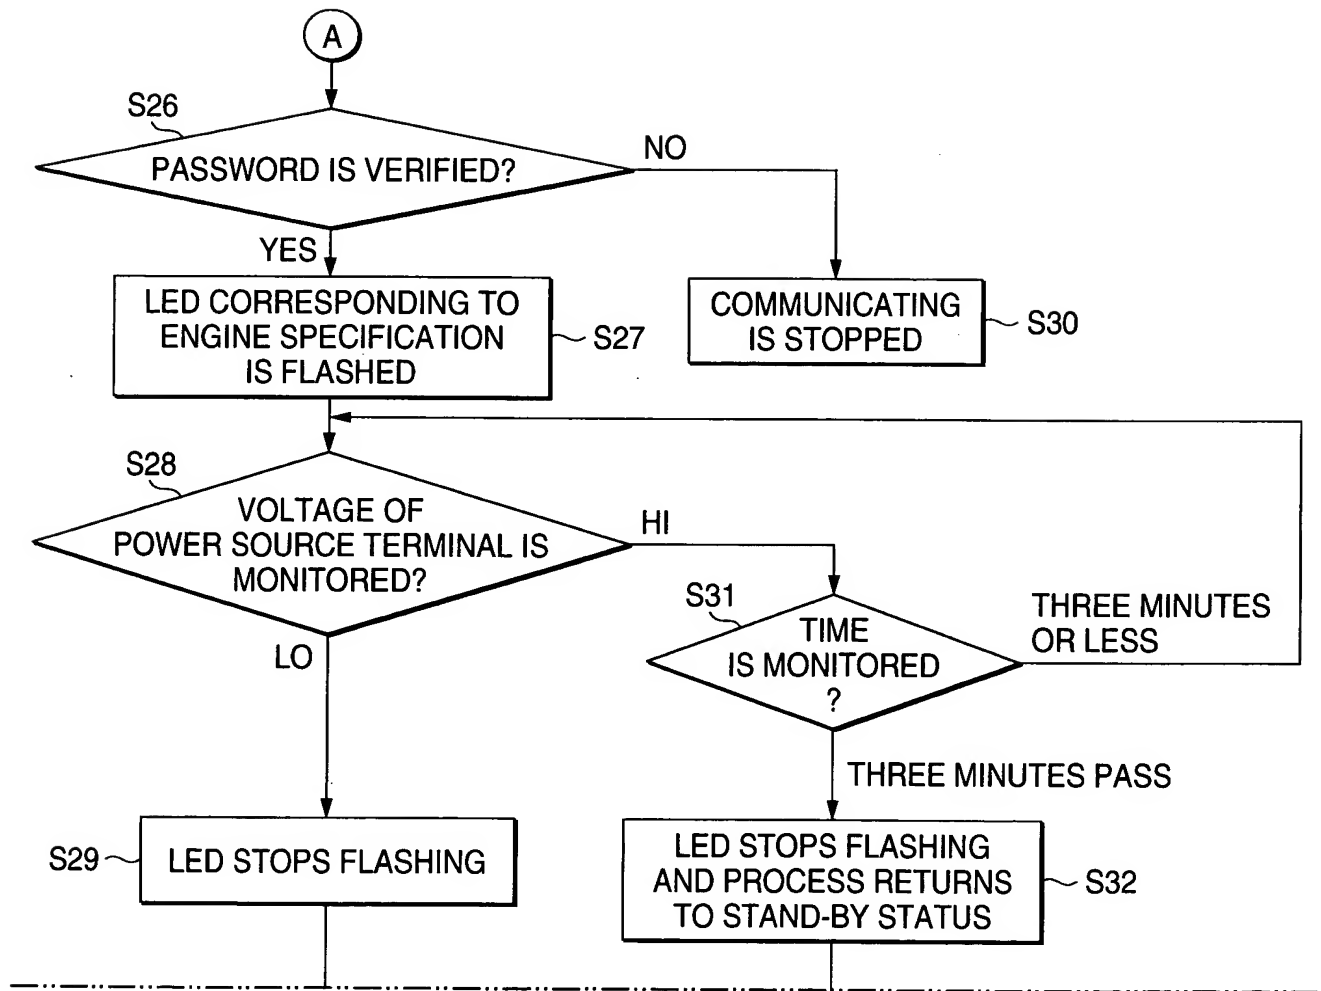 A
S26
PASSWORD IS VERIFIED?
NO
YES
LED CORRESPONDING TO
ENGINE SPECIFICATION
IS FLASHED
S27
COMMUNICATING
IS STOPPED
S30
S28
VOLTAGE OF
POWER SOURCE TERMINAL IS
MONITORED?
HI
LO
S31
TIME
IS MONITORED
?
THREE MINUTES
OR LESS
THREE MINUTES PASS
S29
LED STOPS FLASHING
LED STOPS FLASHING
AND PROCESS RETURNS
TO STAND-BY STATUS
S32